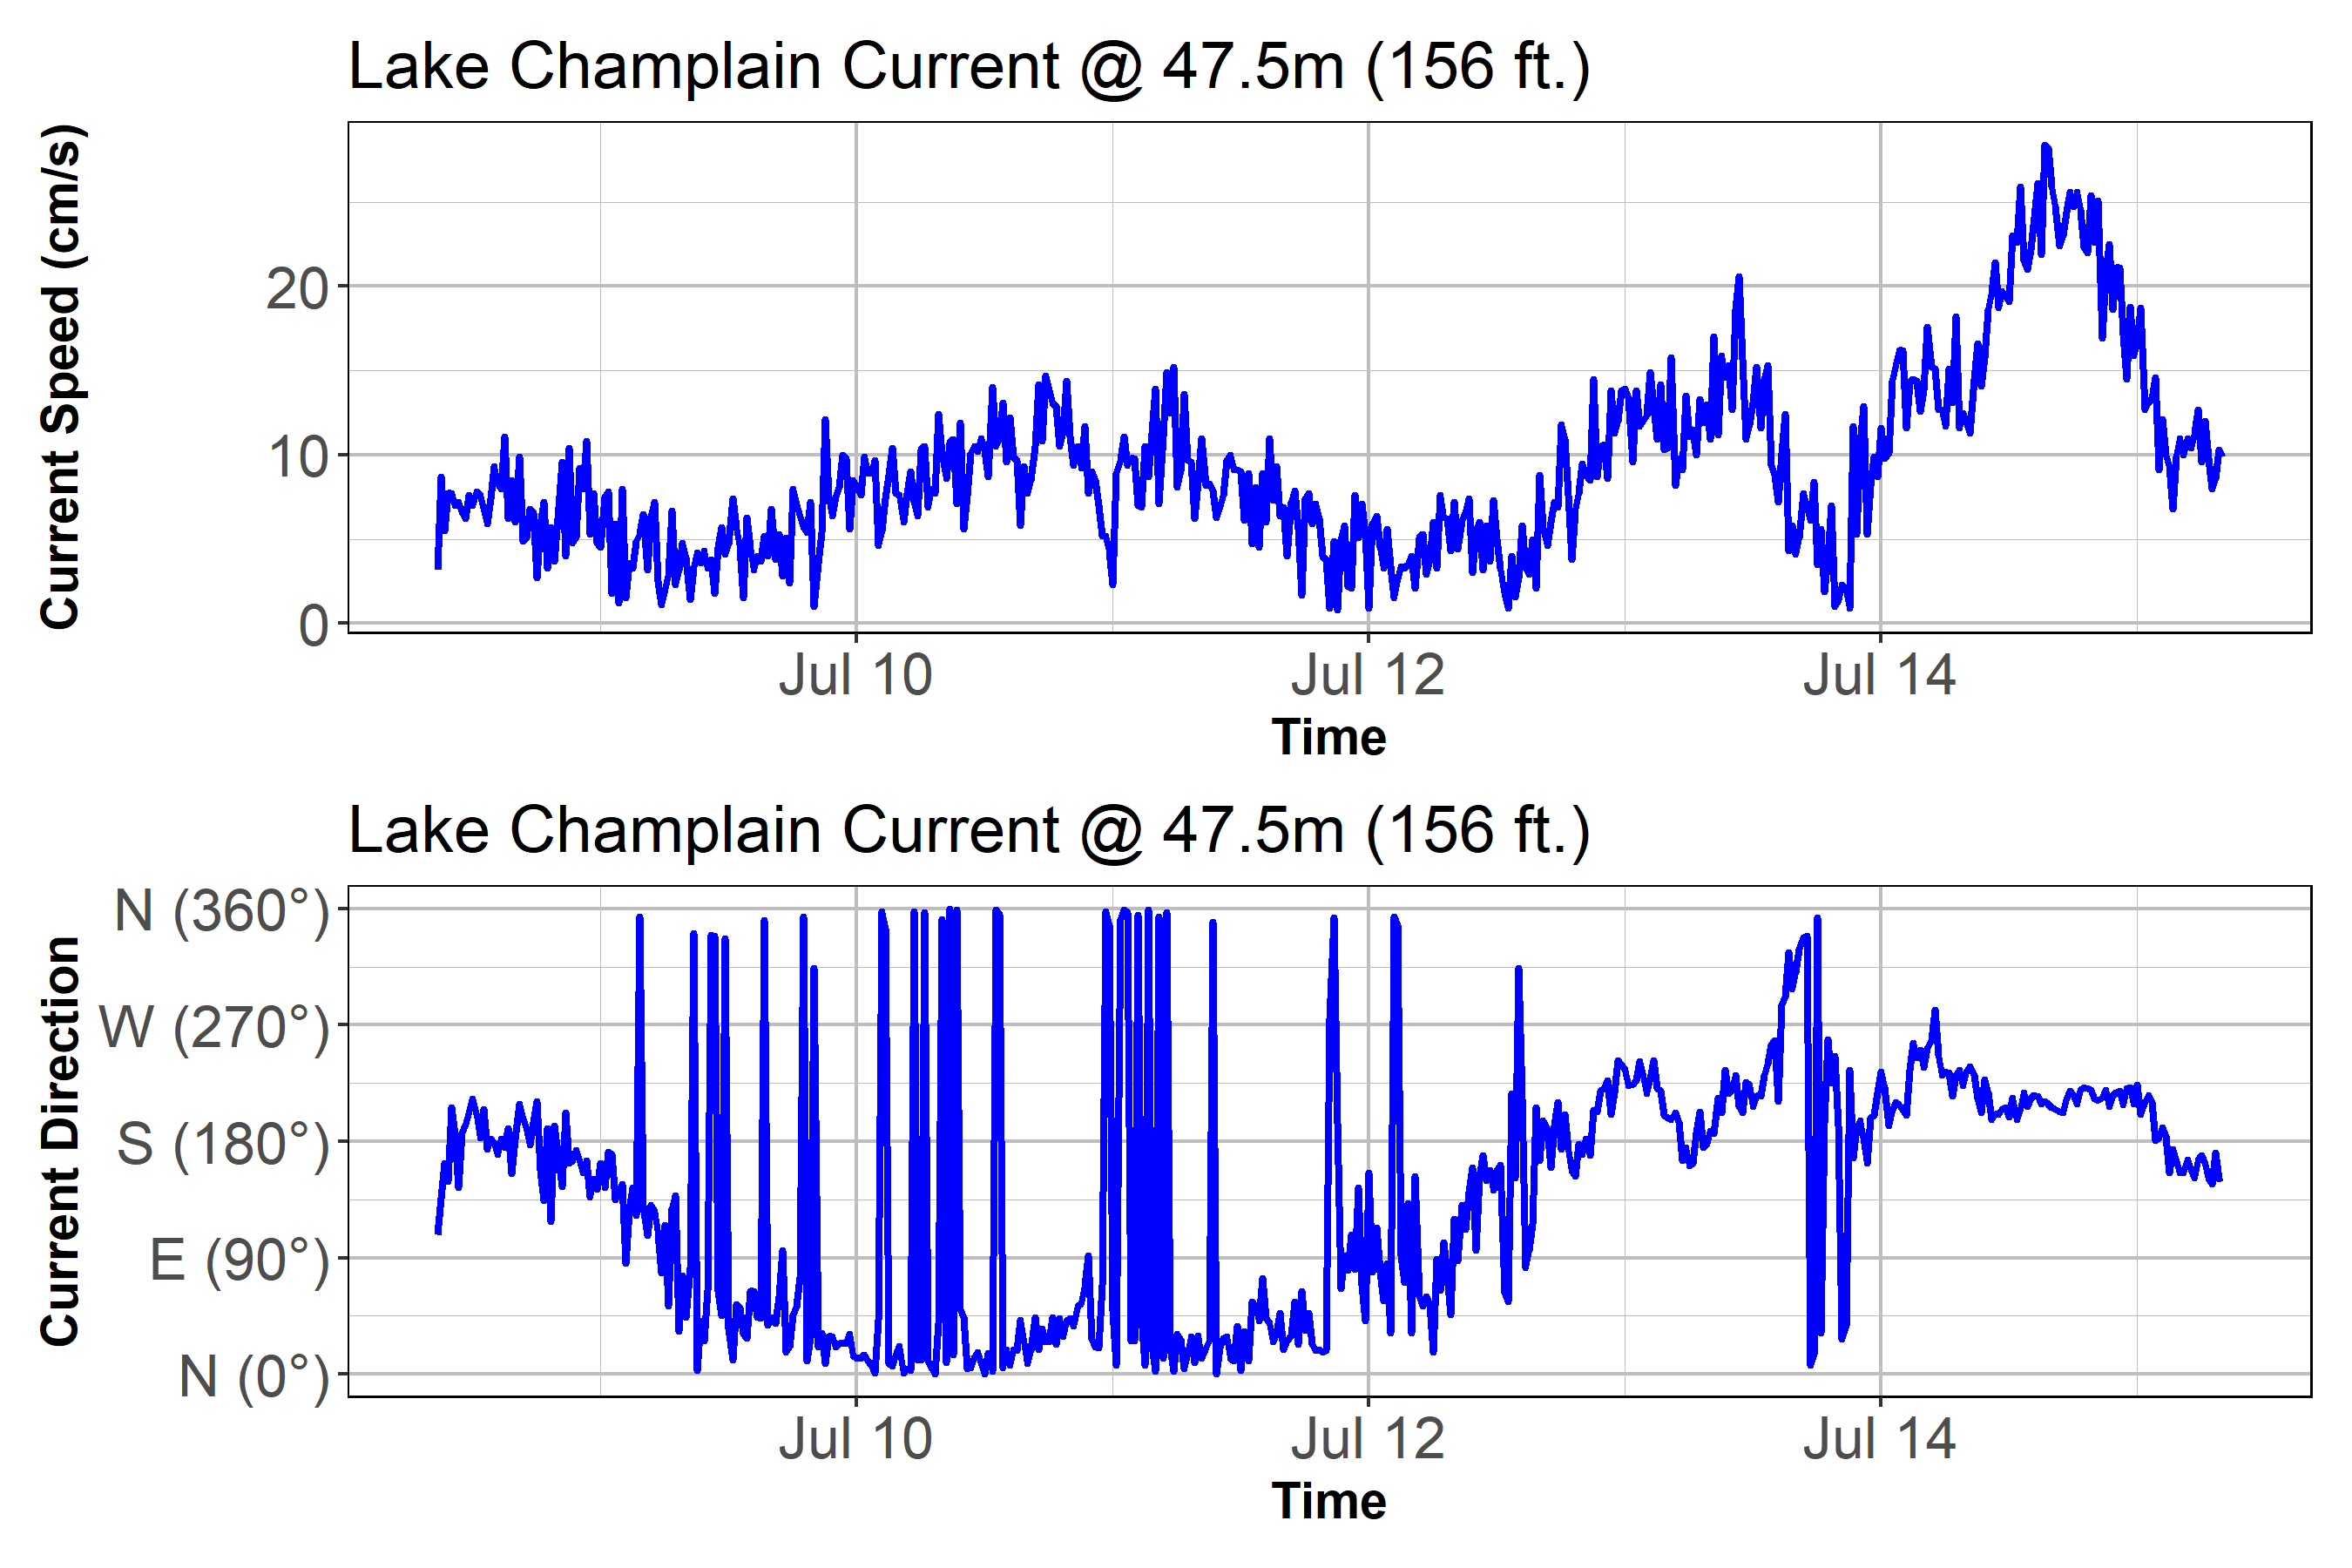 Lake Champlain Current @ 47.5m (156 ft.)
Current Speed (cm/s)
20
10
0
Jul 10 Jul 12 Jul 14
Time
Lake Champlain Current @ 47.5m (156 ft.)
Current Direction
N (360°)
W (270°)
S (180°)
E (90°)
N (0°)
Jul 10 Jul 12 Jul 14
Time